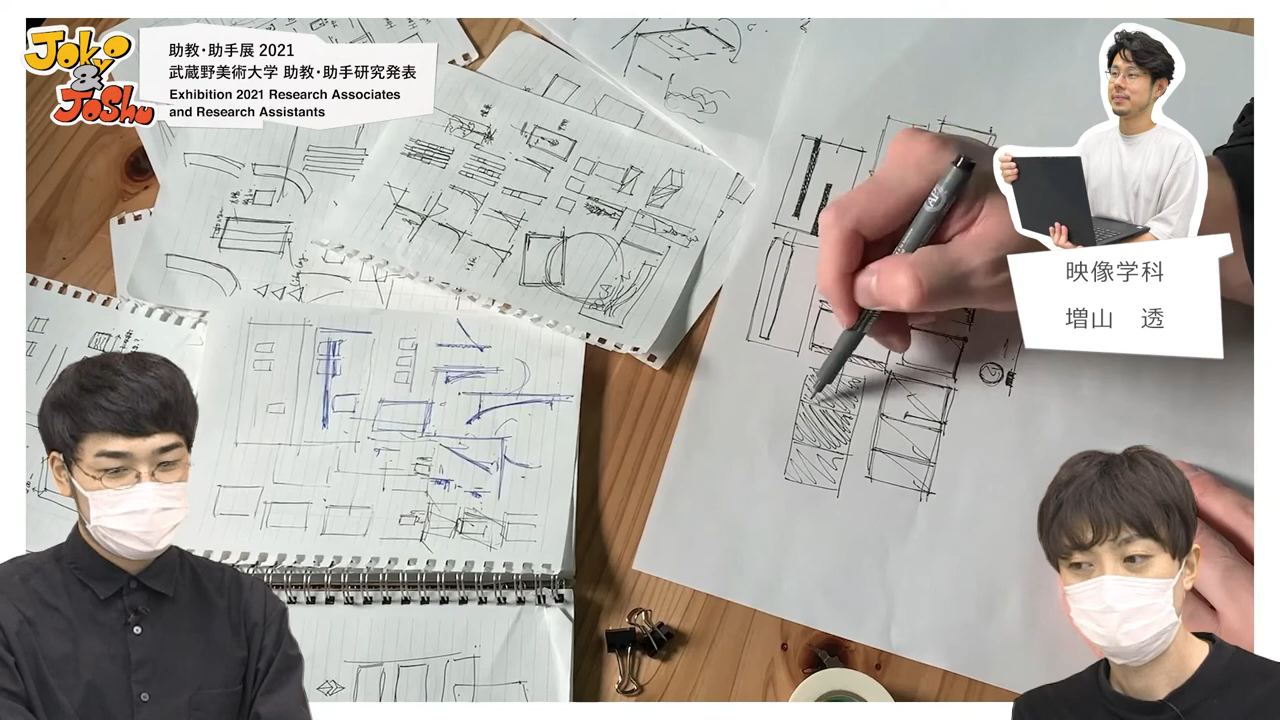 Jokyo
&
Joshu
助教・助手展 2021
武蔵野美術大学 助教・助手研究発表
Exhibition 2021 Research Associates
and Research Assistants
映像学科
増山 透